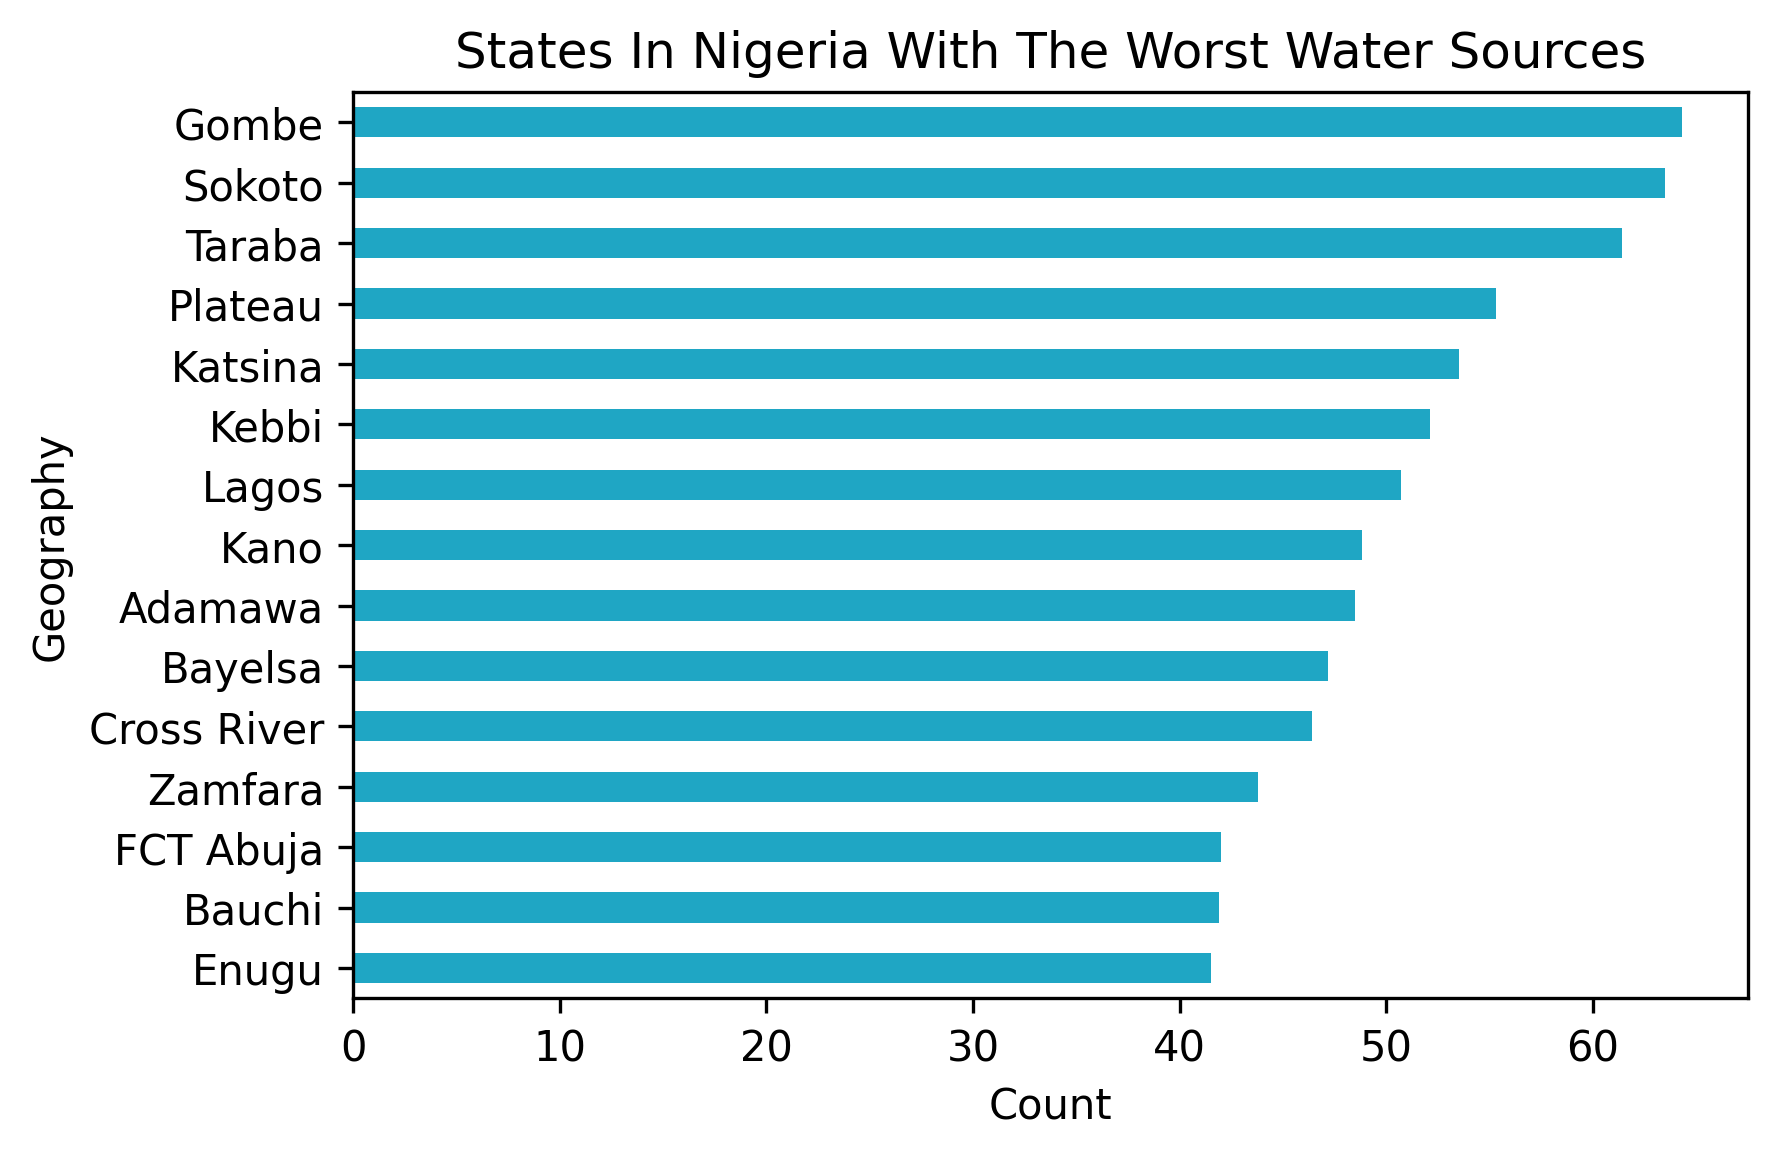 States In Nigeria With The Worst Water Sources
Gombe
Sokoto
Taraba
Plateau
Katsina
Kebbi
Lagos
Kano
Adamawa
Bayelsa
Cross River
Zamfara
FCT Abuja
Bauchi
Enugu
Geography
0 10 20 30 40 50 60
Count